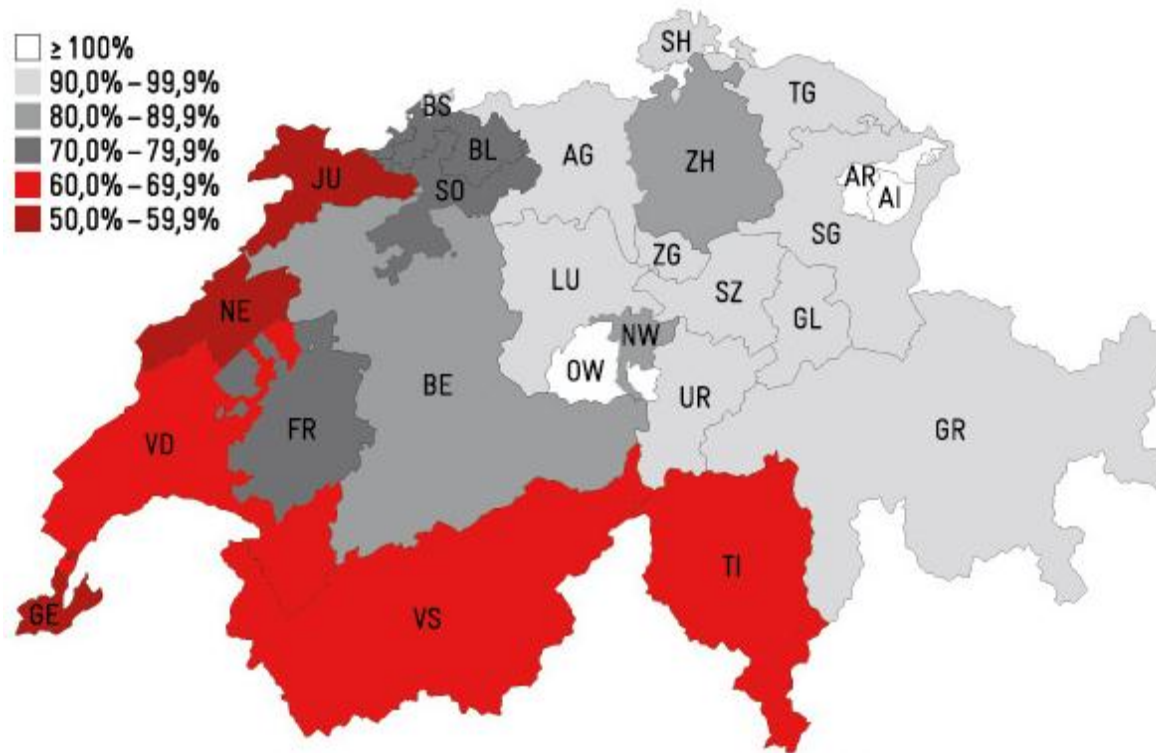 ≥ 100%
90,0% – 99,9%
80,0% – 89,9%
70,0% – 79,9%
60,0% – 69,9%
50,0% – 59,9%
SH
BS
TG
BL
AG
ZH
JU
SO
AR
AI
SG
ZG
LU
SZ
NE
GL
NW
OW
BE
UR
FR
GR
VD
TI
GE
VS